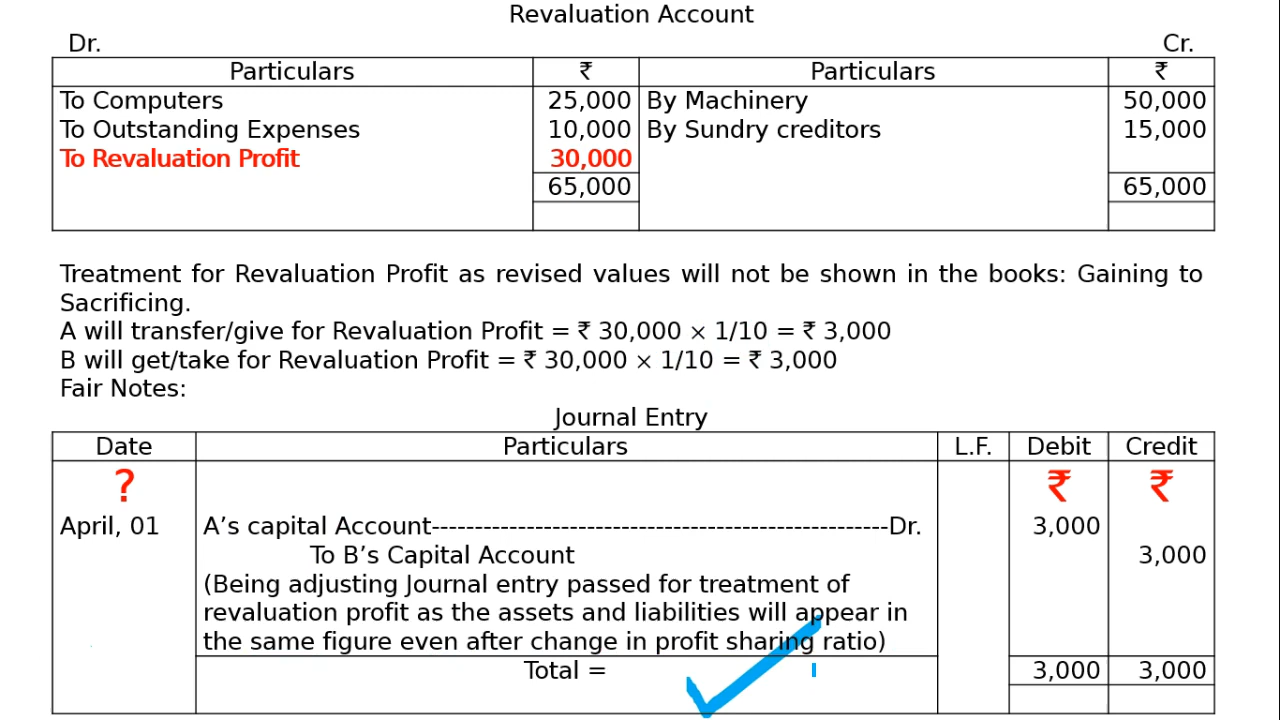 Revaluation Account
Dr. Cr.
Particulars ₹ Particulars ₹
To Computers 25,000 By Machinery 50,000
To Outstanding Expenses 10,000 By Sundry creditors 15,000
To Revaluation Profit 30,000
65,000 65,000
Treatment for Revaluation Profit as revised values will not be shown in the books: Gaining to
Sacrificing.
A will transfer/give for Revaluation Profit = ₹ 30,000 × 1/10 = ₹ 3,000
B will get/take for Revaluation Profit = ₹ 30,000 × 1/10 = ₹ 3,000
Fair Notes:
Journal Entry
Date Particulars L.F. Debit Credit
? ₹ ₹
April, 01 A’s capital Account-----------------------------------------------------Dr. 3,000
To B’s Capital Account 3,000
(Being adjusting Journal entry passed for treatment of
revaluation profit as the assets and liabilities will appear in
the same figure even after change in profit sharing ratio)
Total = 3,000 3,000